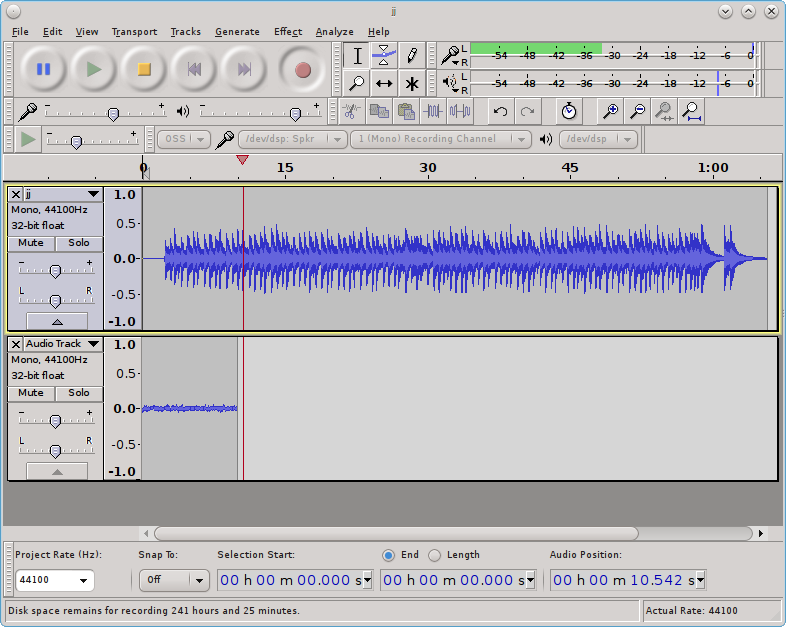 jj
File Edit View Transport Tracks Generate Effect Analyze Help
L
R
-54 -48 -42 -36 -30 -24 -18 -12 -6 0
L
R
-54 -48 -42 -36 -30 -24 -18 -12 -6 0
- + - +
- + OSS /dev/dsp: Spkr 1 (Mono) Recording Channel /dev/dsp
0 15 30 45 1:00
jj
Mono, 44100Hz
32-bit float
Mute Solo
- +
L R
1.0
0.5
0.0
-0.5
-1.0
Audio Track
Mono, 44100Hz
32-bit float
Mute Solo
- +
L R
1.0
0.5
0.0
-0.5
-1.0
Project Rate (Hz): Snap To: Selection Start: End Length Audio Position:
44100 Off 00 h 00 m 00.000 s 00 h 00 m 00.000 s 00 h 00 m 10.542 s
Disk space remains for recording 241 hours and 25 minutes. Actual Rate: 44100